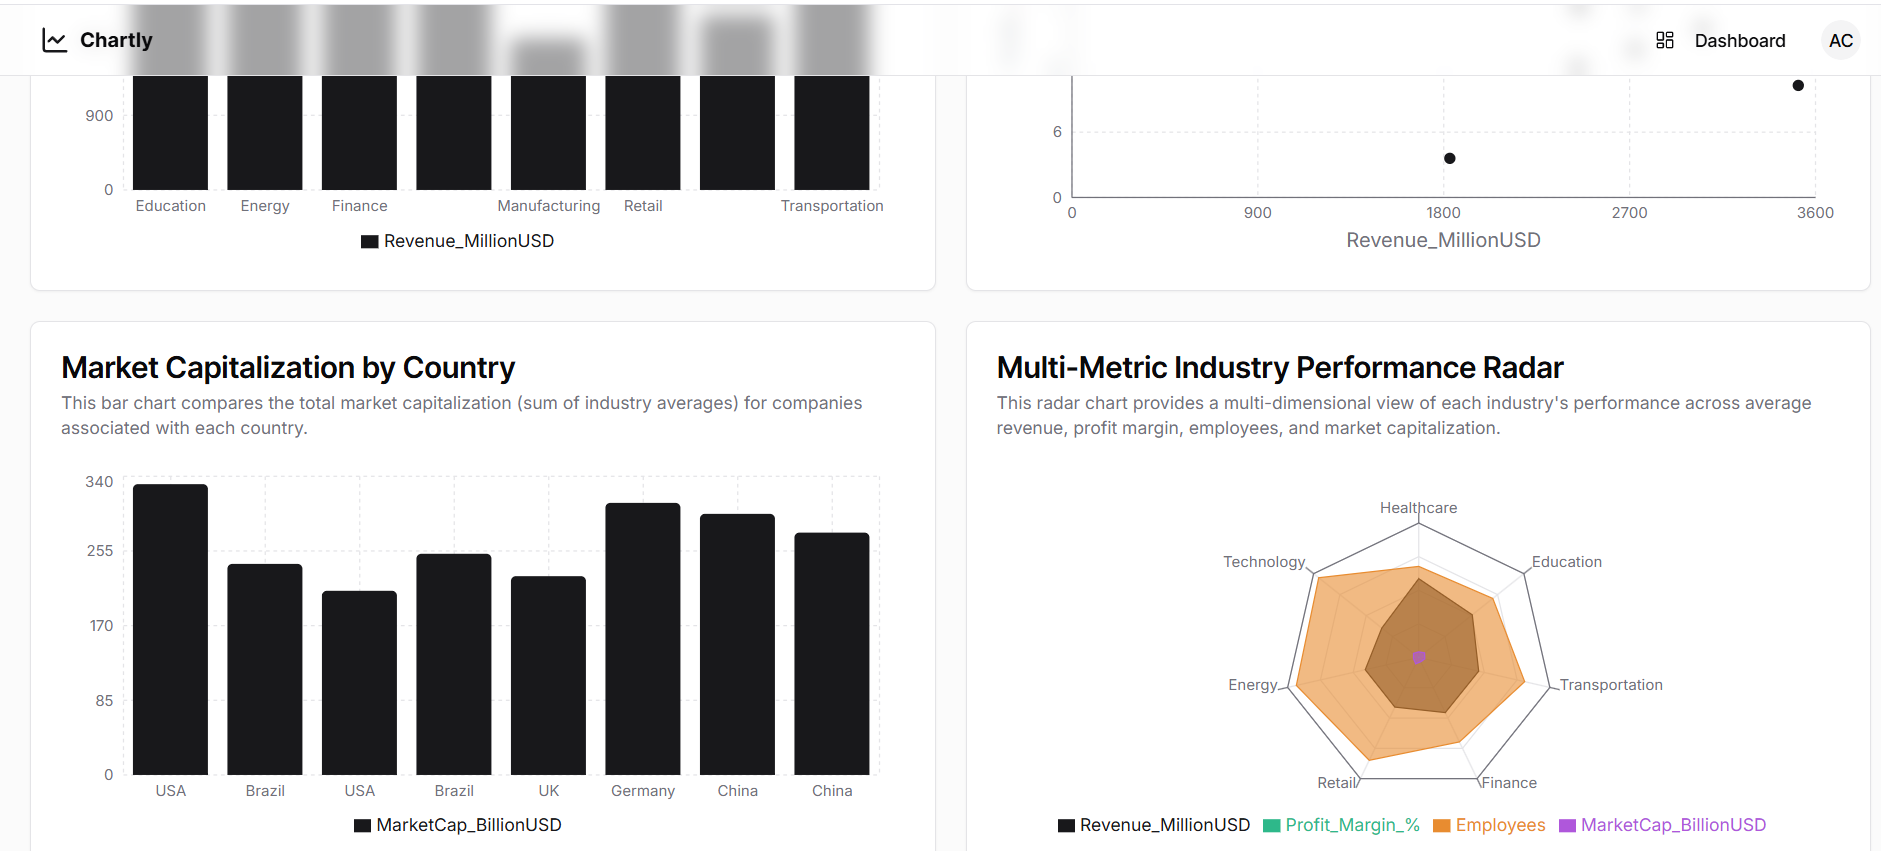 Chartly
Dashboard
AC
900
0
Education Energy Finance Manufacturing Retail Transportation
Revenue_MillionUSD
6
0
0 900 1800 2700 3600
Revenue_MillionUSD
Market Capitalization by Country
This bar chart compares the total market capitalization (sum of industry averages) for companies
associated with each country.
340
255
170
85
0
USA Brazil USA Brazil UK Germany China China
MarketCap_BillionUSD
Multi-Metric Industry Performance Radar
This radar chart provides a multi-dimensional view of each industry's performance across average
revenue, profit margin, employees, and market capitalization.
Healthcare
Technology Education
Energy Transportation
Retail Finance
Revenue_MillionUSD Profit_Margin_% Employees MarketCap_BillionUSD